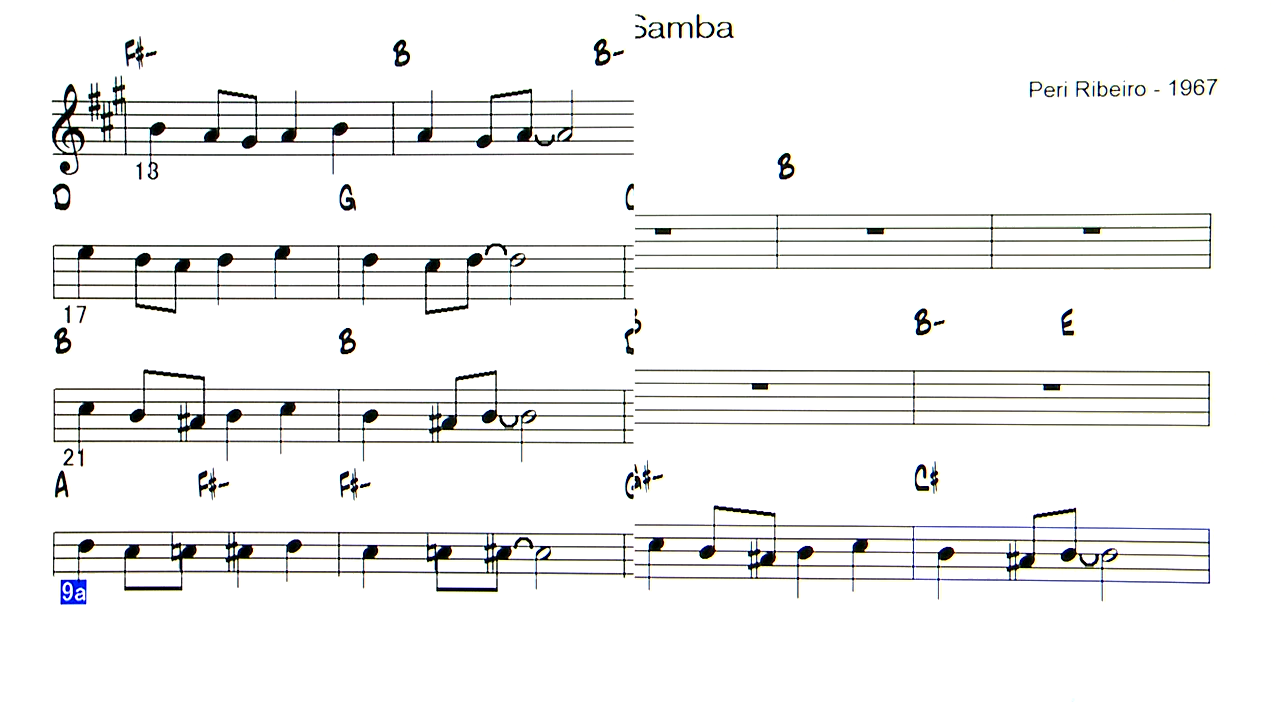 Samba
Peri Ribeiro - 1967
F#- B B-
13
D G
B
17
B B
B- E
21
A F#- F#-
C#
9a